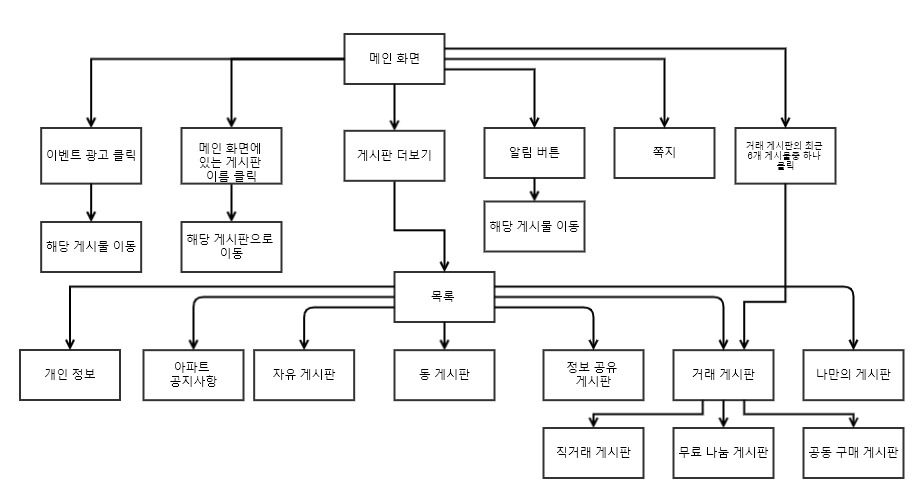 메인 화면
이벤트 광고 클릭
메인 화면에
있는 게시판
이름 클릭
게시판 더보기
알림 버튼
쪽지
거래 게시판의 최근
6개 게시물중 하나
클릭
해당 게시물 이동
해당 게시판으로
이동
해당 게시물 이동
목록
개인 정보
아파트
공지사항
자유 게시판
동 게시판
정보 공유
게시판
거래 게시판
나만의 게시판
직거래 게시판
무료 나눔 게시판
공동 구매 게시판